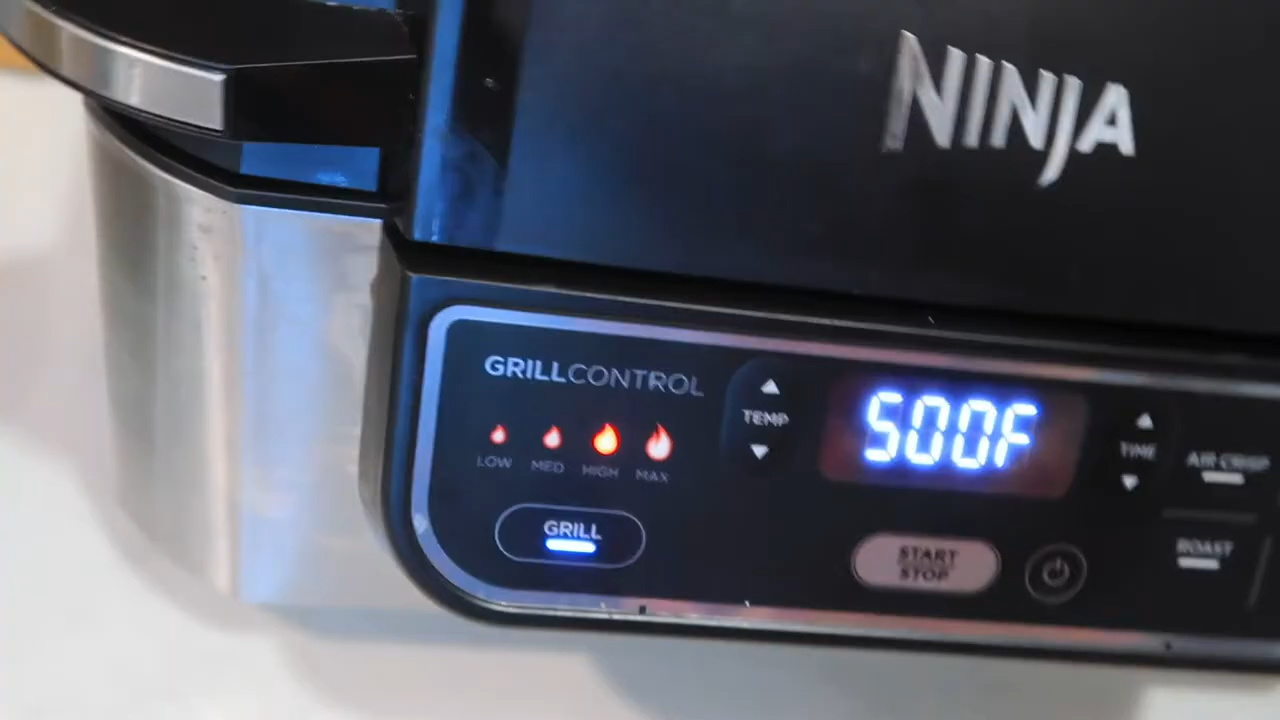 NINJA
GRILLCONTROL
LOW MED HIGH MAX
GRILL
TEMP
500F
START
STOP
TIME
AIR CRISP
ROAST